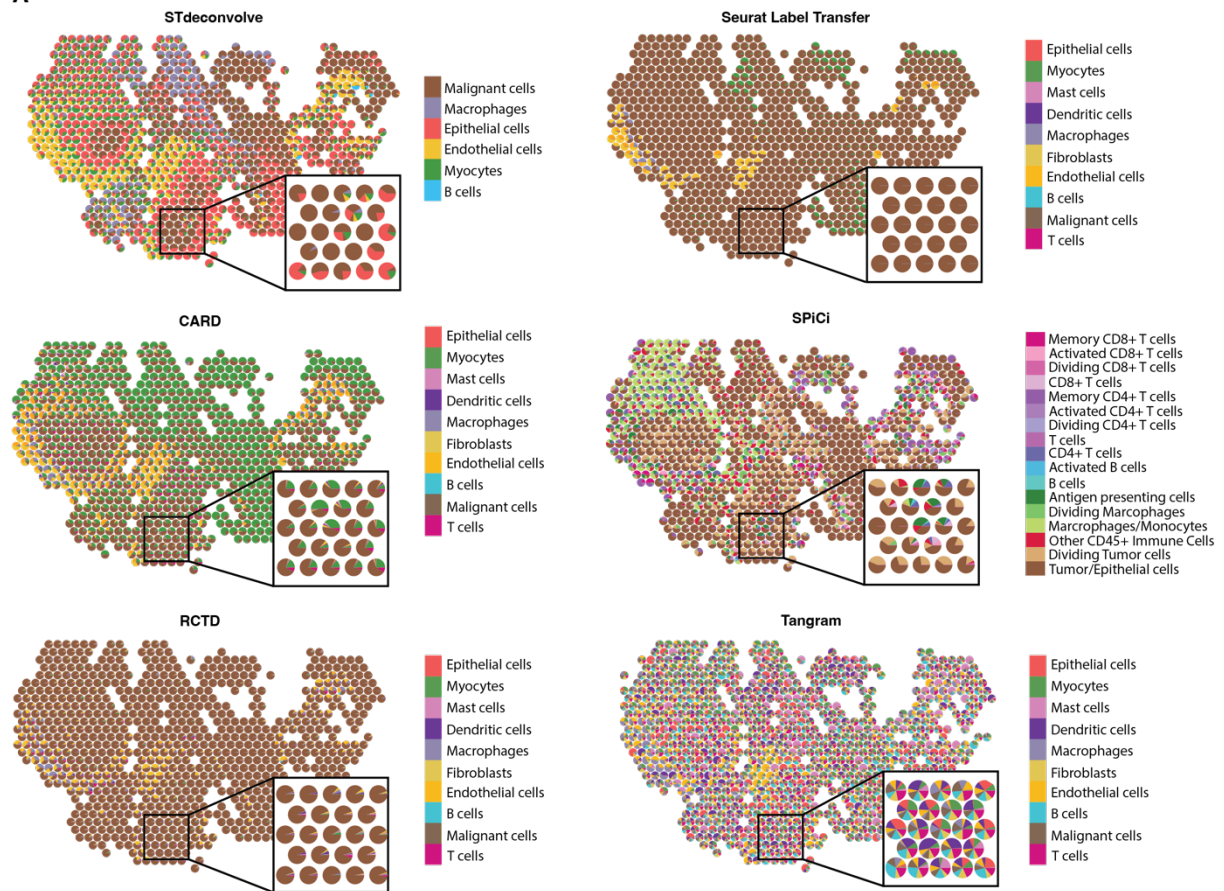 STdeconvolve
Malignant cells
Macrophages
Epithelial cells
Endothelial cells
Myocytes
B cells
Seurat Label Transfer
Epithelial cells
Myocytes
Mast cells
Dendritic cells
Macrophages
Fibroblasts
Endothelial cells
B cells
Malignant cells
T cells
CARD
Epithelial cells
Myocytes
Mast cells
Dendritic cells
Macrophages
Fibroblasts
Endothelial cells
B cells
Malignant cells
T cells
SPiCi
Memory CD8+ T cells
Activated CD8+ T cells
Dividing CD8+ T cells
CD8+ T cells
Memory CD4+ T cells
Activated CD4+ T cells
Dividing CD4+ T cells
T cells
CD4+ T cells
Activated B cells
B cells
Antigen presenting cells
Dividing Marcophages
Marcophages/Monocytes
Other CD45+ Immune Cells
Dividing Tumor cells
Tumor/Epithelial cells
RCTD
Epithelial cells
Myocytes
Mast cells
Dendritic cells
Macrophages
Fibroblasts
Endothelial cells
B cells
Malignant cells
T cells
Tangram
Epithelial cells
Myocytes
Mast cells
Dendritic cells
Macrophages
Fibroblasts
Endothelial cells
B cells
Malignant cells
T cells